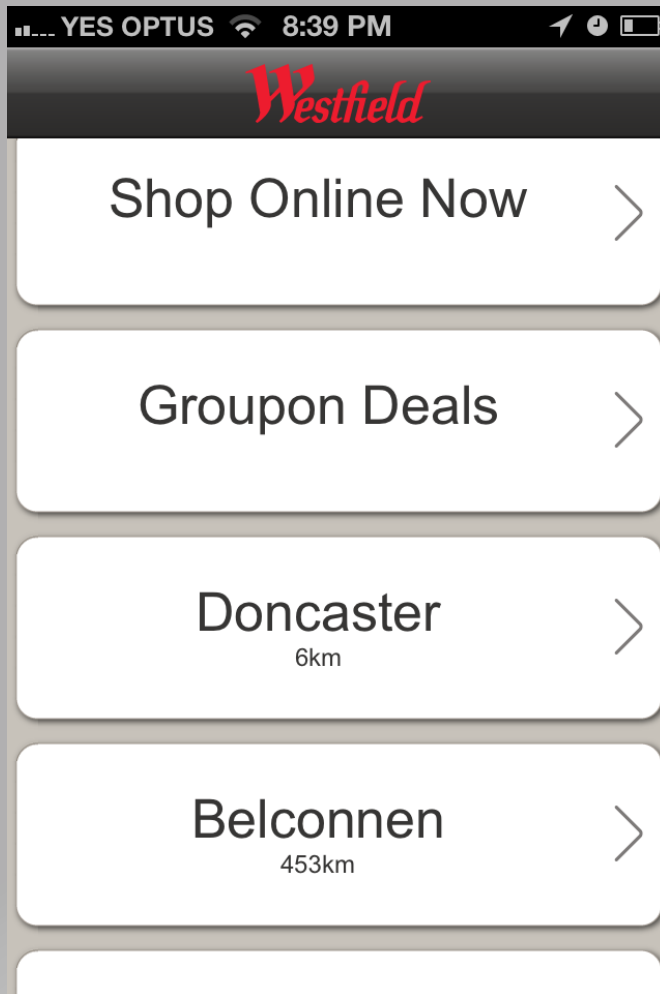 YES OPTUS 8:39 PM
Westfield
Shop Online Now
Groupon Deals
Doncaster
6km
Belconnen
453km